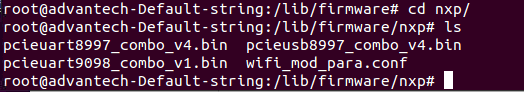 root@advantech-Default-string:/lib/firmware# cd nxp/
root@advantech-Default-string:/lib/firmware/nxp# ls
pcieuart8997_combo_v4.bin  pcieusb8997_combo_v4.bin
pcieuart9098_combo_v1.bin  wifi_mod_para.conf
root@advantech-Default-string:/lib/firmware/nxp#